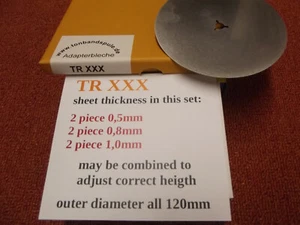 www.tonbandspule.de
Adapterbleche
TR XXX
TR XXX
sheet thickness in this set:
2 piece 0,5mm
2 piece 0,8mm
2 piece 1,0mm
may be combined to
adjust correct heigth
outer diameter all 120mm